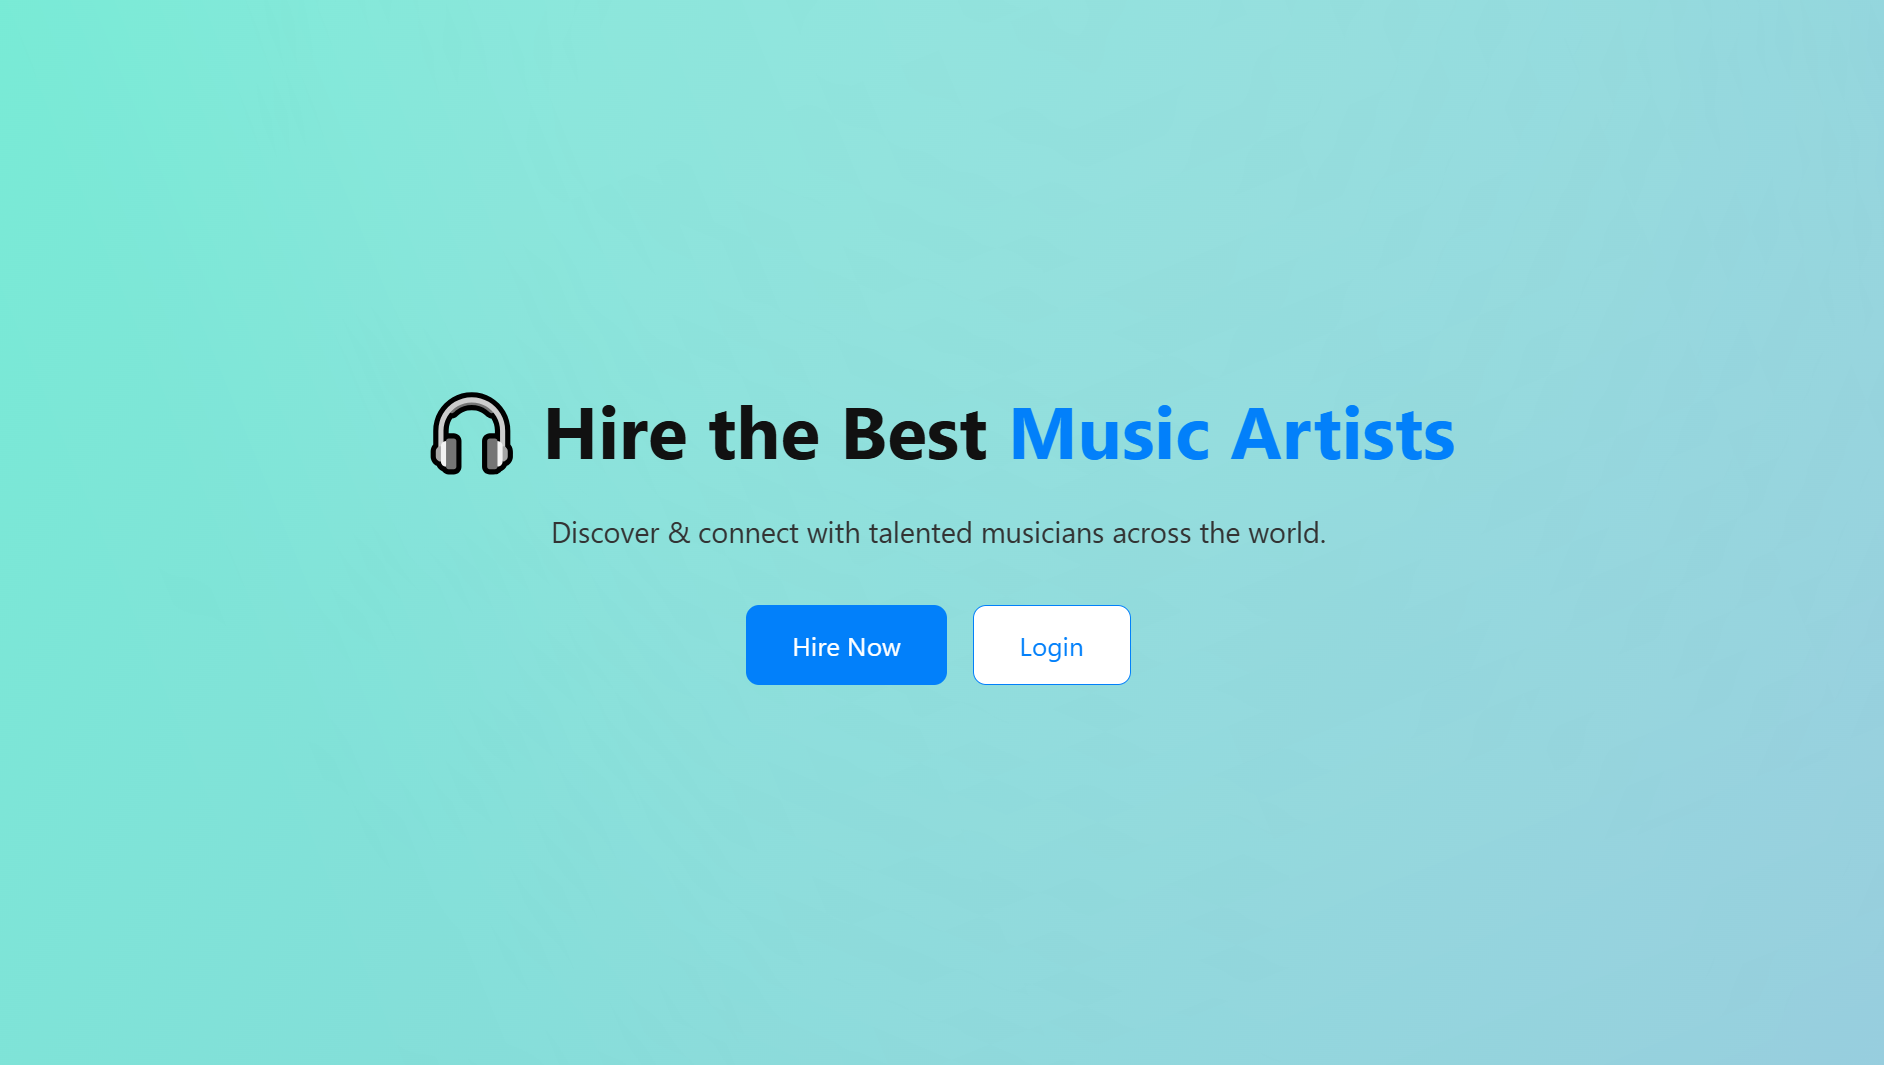 Hire the Best Music Artists
Discover & connect with talented musicians across the world.
Hire Now
Login